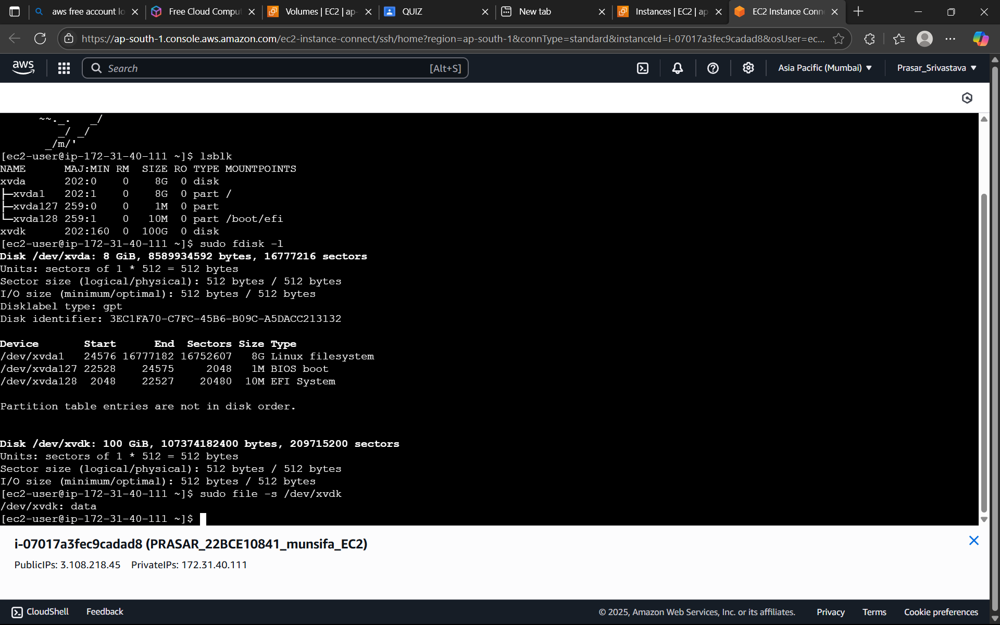 aws free account lo
Free Cloud Comput
Volumes | EC2 | ap-
QUIZ
New tab
Instances | EC2 | ap
EC2 Instance Conn
https://ap-south-1.console.aws.amazon.com/ec2-instance-connect/ssh/home?region=ap-south-1&connType=standard&instanceId=i-07017a3fec9cadad8&osUser=ec...
aws
Search [Alt+S]
Asia Pacific (Mumbai)
Prasar_Srivastava
~~._.   _/
_/ _/
_/m/'
[ec2-user@ip-172-31-40-111 ~]$ lsblk
NAME      MAJ:MIN RM  SIZE RO TYPE MOUNTPOINTS
xvda      202:0    0    8G  0 disk
├─xvda1   202:1    0    8G  0 part /
├─xvda127 259:0    0    1M  0 part
└─xvda128 259:1    0   10M  0 part /boot/efi
xvdk      202:160  0  100G  0 disk
[ec2-user@ip-172-31-40-111 ~]$ sudo fdisk -l
Disk /dev/xvda: 8 GiB, 8589934592 bytes, 16777216 sectors
Units: sectors of 1 * 512 = 512 bytes
Sector size (logical/physical): 512 bytes / 512 bytes
I/O size (minimum/optimal): 512 bytes / 512 bytes
Disklabel type: gpt
Disk identifier: 3EC1FA70-C7FC-45B6-B09C-A5DACC213132
Device       Start      End  Sectors Size Type
/dev/xvda1   24576 16777182 16752607   8G Linux filesystem
/dev/xvda127 22528    24575     2048   1M BIOS boot
/dev/xvda128  2048    22527    20480  10M EFI System
Partition table entries are not in disk order.
Disk /dev/xvdk: 100 GiB, 107374182400 bytes, 209715200 sectors
Units: sectors of 1 * 512 = 512 bytes
Sector size (logical/physical): 512 bytes / 512 bytes
I/O size (minimum/optimal): 512 bytes / 512 bytes
[ec2-user@ip-172-31-40-111 ~]$ sudo file -s /dev/xvdk
/dev/xvdk: data
[ec2-user@ip-172-31-40-111 ~]$
i-07017a3fec9cadad8 (PRASAR_22BCE10841_munsifa_EC2)
PublicIPs: 3.108.218.45 PrivateIPs: 172.31.40.111
CloudShell
Feedback
© 2025, Amazon Web Services, Inc. or its affiliates.
Privacy
Terms
Cookie preferences